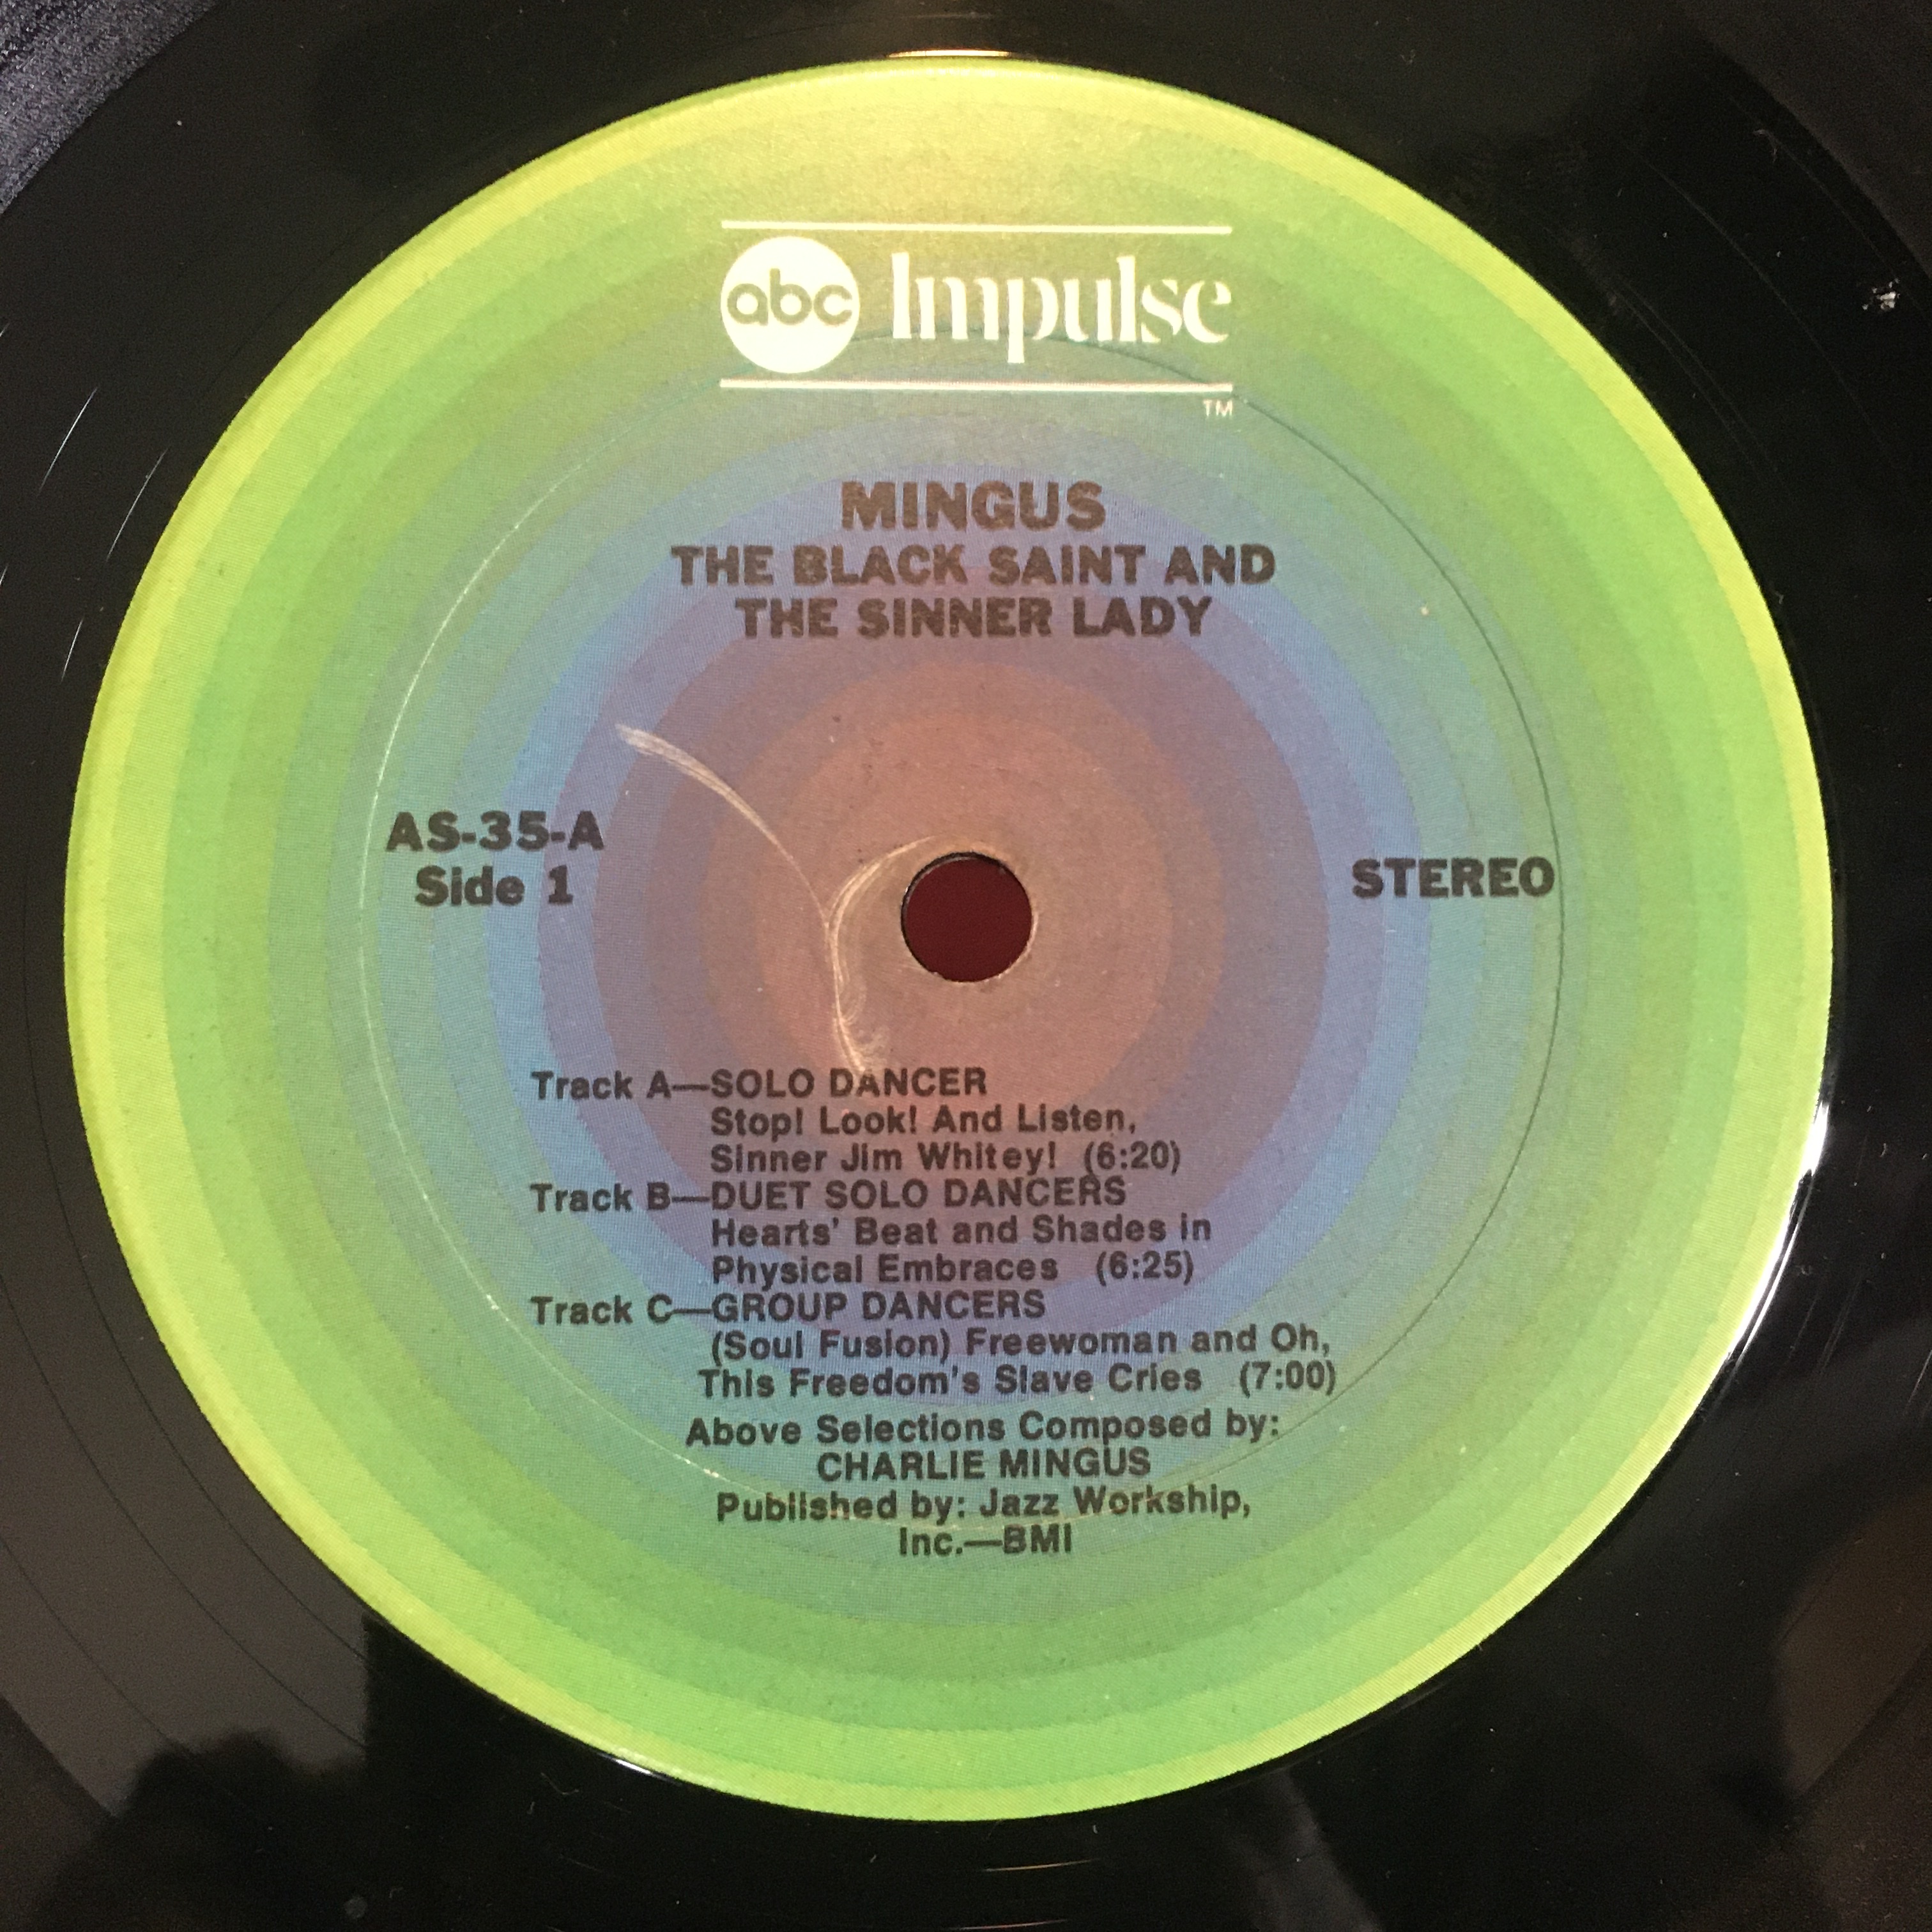 abc Impulse
TM
MINGUS
THE BLACK SAINT AND
THE SINNER LADY
AS-35-A
Side 1
STEREO
Track A—SOLO DANCER
Stop! Look! And Listen,
Sinner Jim Whitey! (6:20)
Track B—DUET SOLO DANCERS
Hearts' Beat and Shades in
Physical Embraces (6:25)
Track C—GROUP DANCERS
(Soul Fusion) Freewoman and Oh,
This Freedom's Slave Cries (7:00)
Above Selections Composed by:
CHARLIE MINGUS
Published by: Jazz Workship,
Inc.—BMI